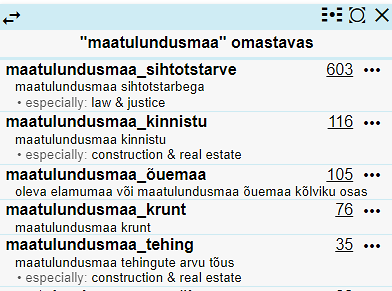 "maatulundusmaa" omastavas
maatulundusmaa_sihtotstarve 603 •••
maatulundusmaa sihtotstarbega
• especially: law & justice
maatulundusmaa_kinnistu 116 •••
maatulundusmaa kinnistu
• especially: construction & real estate
maatulundusmaa_õuemaa 105 •••
oleva elamumaa või maatulundusmaa õuemaa kõlviku osas
maatulundusmaa_krunt 76 •••
maatulundusmaa krunt
maatulundusmaa_tehing 35 •••
maatulundusmaa tehingute arvu tõus
• especially: construction & real estate